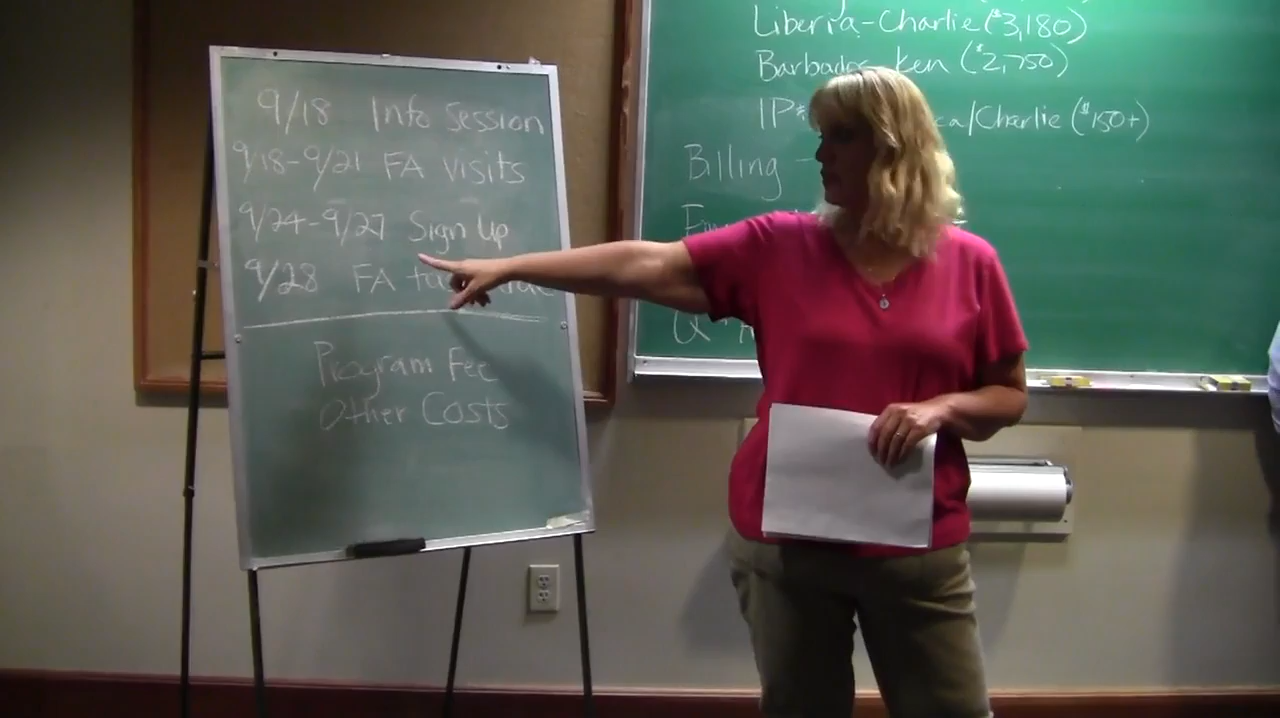 9/18 Info Session
9/18-9/21 FA visits
9/24-9/27 Sign Up
9/28 FA
Program Fee
Other Costs
Liberia-Charlie ($3,180)
Barbados-Ken ($2,750)
IP* /Charlie ($150+)
Billing -
Q + A